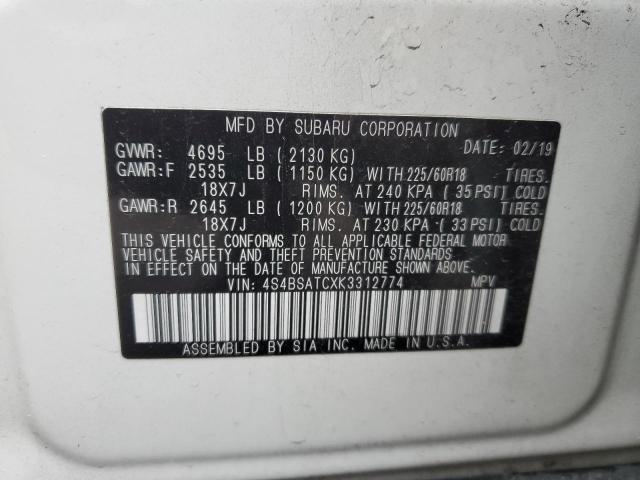 MFD BY SUBARU CORPORATION
GVWR: 4695 LB ( 2130 KG) DATE: 02/19
GAWR:F 2535 LB ( 1150 KG) WITH 225/60R18 TIRES.
18X7J RIMS. AT 240 KPA ( 35 PSI) COLD
GAWR:R 2645 LB ( 1200 KG) WITH 225/60R18 TIRES.
18X7J RIMS. AT 230 KPA ( 33 PSI) COLD
THIS VEHICLE CONFORMS TO ALL APPLICABLE FEDERAL MOTOR
VEHICLE SAFETY AND THEFT PREVENTION STANDARDS
IN EFFECT ON THE DATE OF MANUFACTURE SHOWN ABOVE.
VIN: 4S4BSATCXK3312774 MPV
ASSEMBLED BY SIA INC. MADE IN U.S.A.